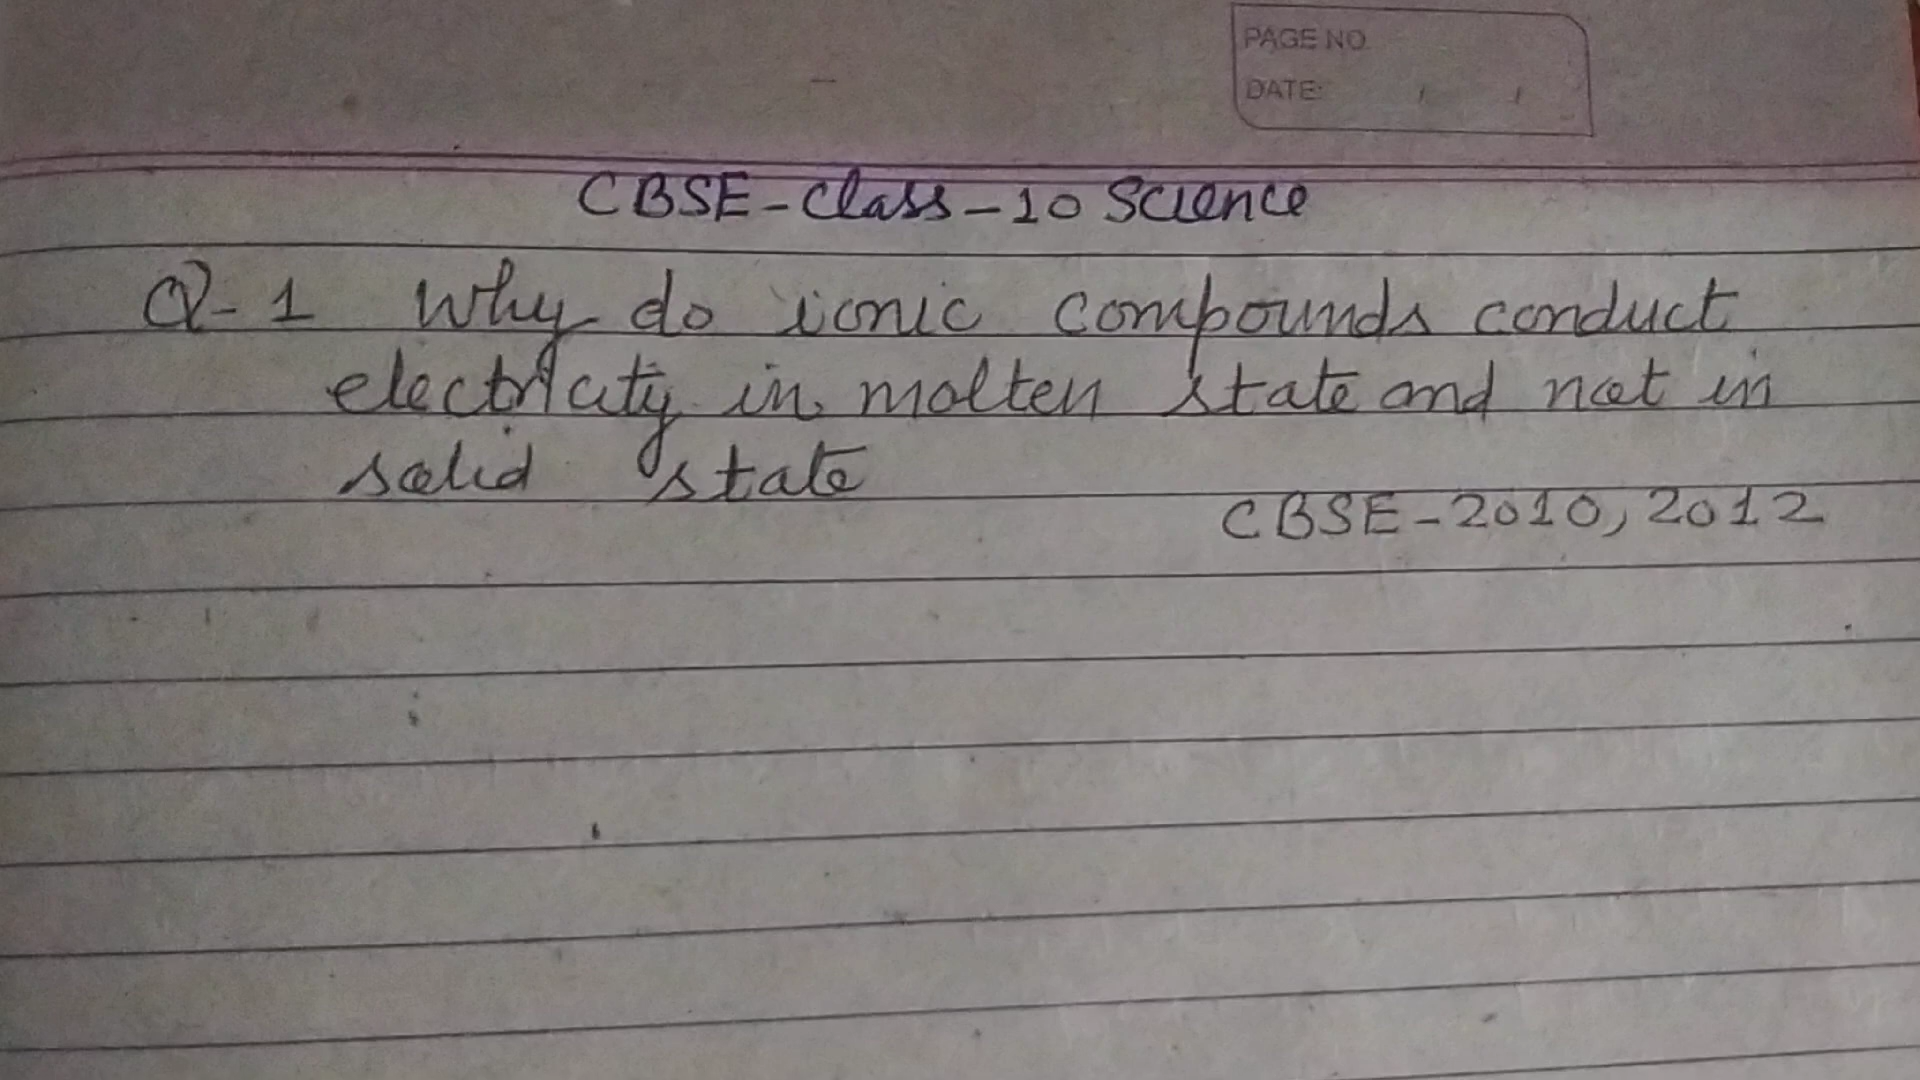 PAGE NO.
DATE: / /
CBSE-Class-10 Science
Q-1 Why do ionic compounds conduct
electricity in molten state and not in
solid state
CBSE-2010, 2012